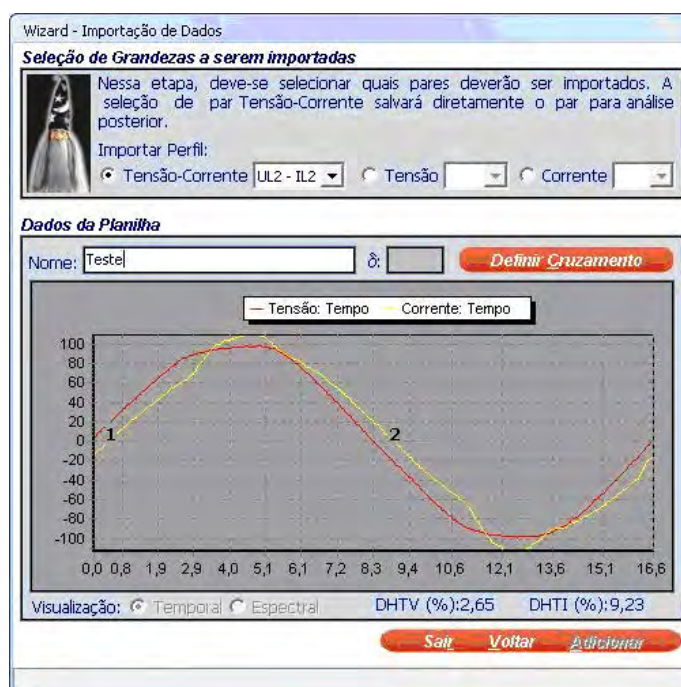 Wizard - Importação de Dados
Seleção de Grandezas a serem importadas
Nessa etapa, deve-se selecionar quais pares deverão ser importados. A
seleção de par Tensão-Corrente salvará diretamente o par para análise
posterior.
Importar Perfil:
Tensão-Corrente UL2 - IL2 Tensão Corrente
Dados da Planilha
Nome: Teste δ: Definir Cruzamento
Tensão: Tempo Corrente: Tempo
100
80
60
40
20
0
-20
-40
-60
-80
-100
1 2
0,0 0,8 1,9 2,9 4,0 5,1 6,1 7,2 8,3 9,4 10,6 12,1 13,6 15,1 16,6
Visualização: Temporal Espectral DHTV (%):2,65 DHTI (%):9,23
Sair Voltar Adicionar